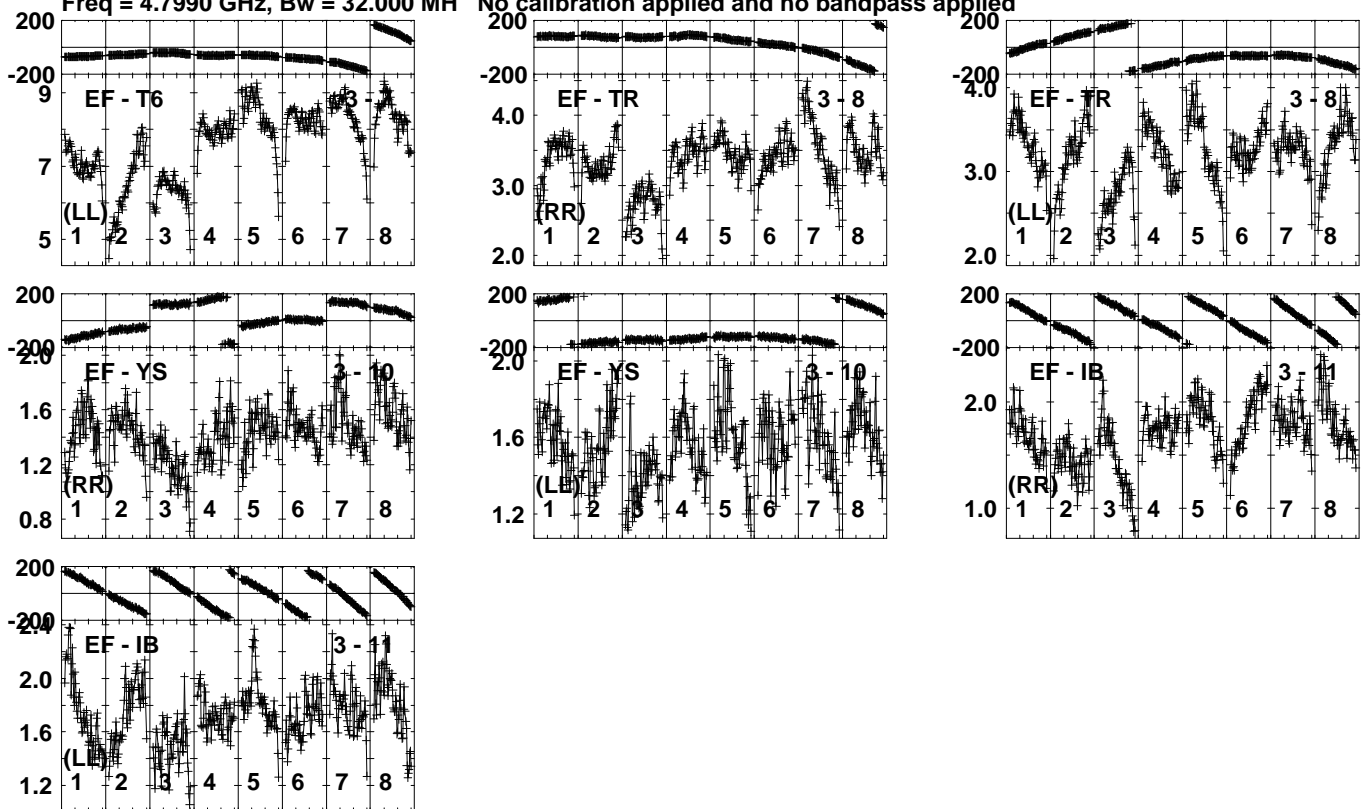 Freq = 4.7990 GHz, Bw = 32.000 MH No calibration applied and no bandpass applied
200 200 200
-200 -200 -200
9 EF - T6 EF - TR 3 - 8 4.0 EF - TR 3 - 8
4.0
7 3.0 3.0
(LL) (RR) (LL)
5 1 2 3 4 5 6 7 8 1 2 3 4 5 6 7 8 1 2 3 4 5 6 7 8
2.0 2.0
200 200 200
-200 -200 -200
2.0 EF - YS 3 - 10 2.0 EF - YS 3 - 10 EF - IB 3 - 11
1.6 1.6 2.0
1.2
(RR) (LL) (RR)
0.8 1 2 3 4 5 6 7 8 1.2 1 2 3 4 5 6 7 8 1.0 1 2 3 4 5 6 7 8
200
-200
2.4 EF - IB 3 - 11
2.0
1.6
(LL)
1.2 1 2 3 4 5 6 7 8